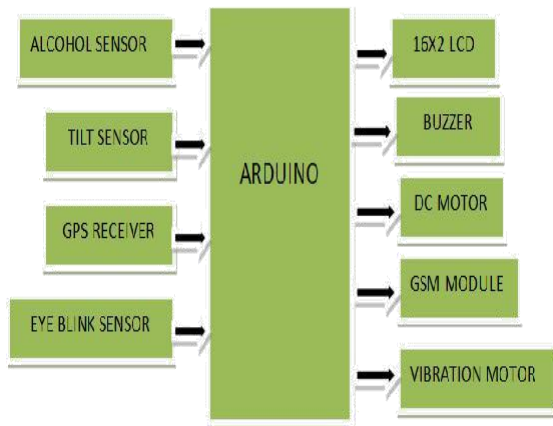 ALCOHOL SENSOR
TILT SENSOR
GPS RECEIVER
EYE BLINK SENSOR
ARDUINO
16X2 LCD
BUZZER
DC MOTOR
GSM MODULE
VIBRATION MOTOR